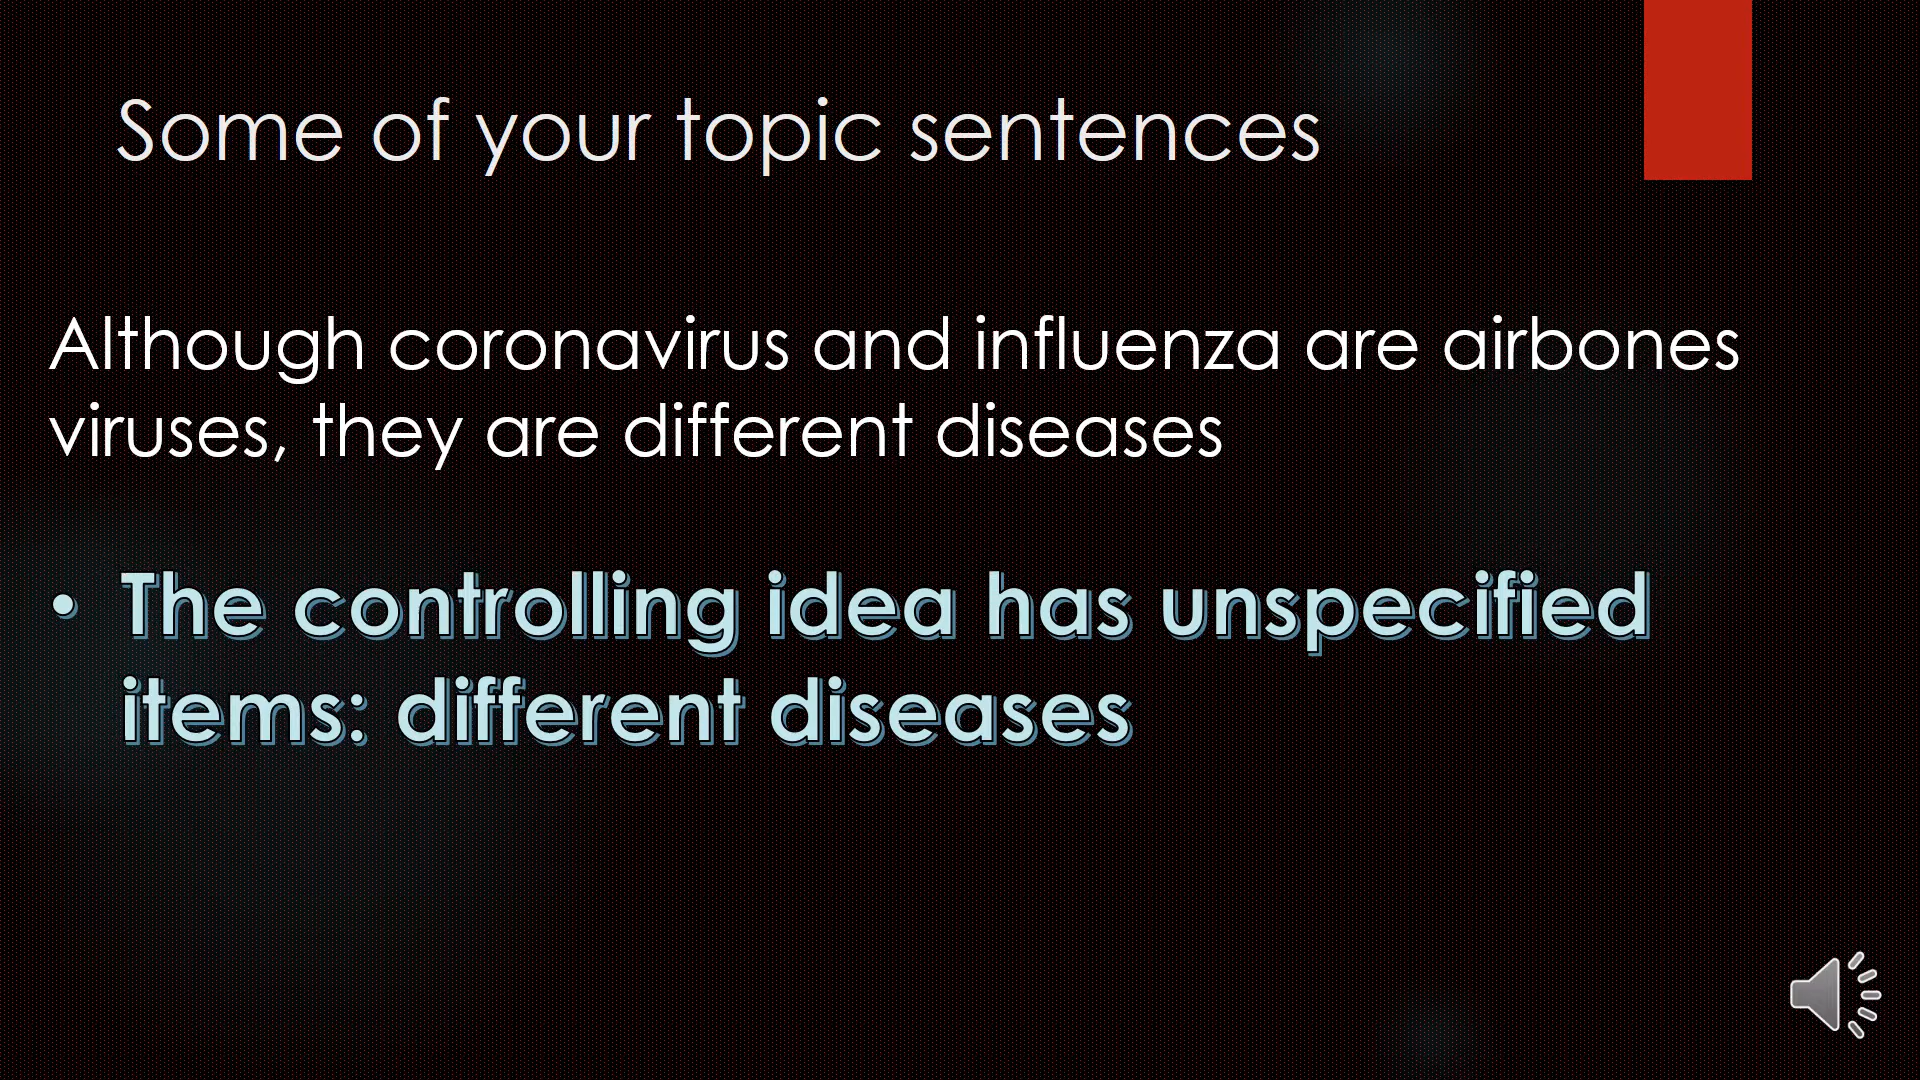 Some of your topic sentences
Although coronavirus and influenza are airbones
viruses, they are different diseases
• The controlling idea has unspecified
items: different diseases